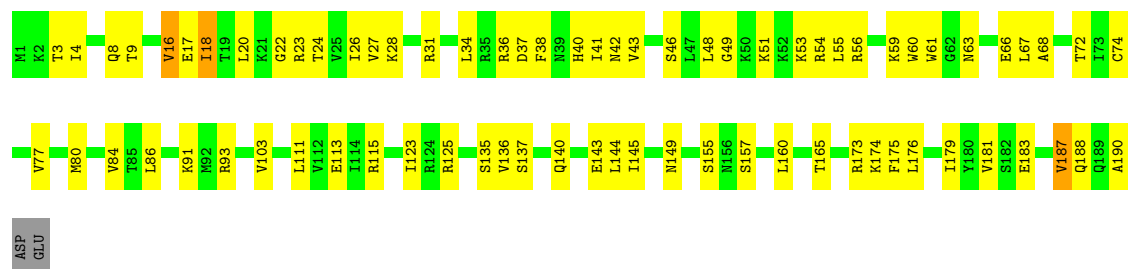 M1 K2 T3 I4 Q8 T9 V16 E17 I18 T19 L20 K21 G22 R23 T24 V25 I26 V27 K28 R31 L34 R35 R36 D37 F38 N39 H40 I41 N42 V43 S46 L47 L48 G49 K50 K51 K52 K53 R54 L55 R56 K59 W60 W61 G62 N63 E66 L67 A68 T72 I73 C74
V77 M80 V84 T85 L86 K91 M92 R93 V103 L111 V112 E113 I114 R115 I123 R124 R125 S135 V136 S137 Q140 E143 L144 I145 N149 S155 N156 S157 L160 T165 R173 K174 F175 L176 I179 Y180 V181 S182 E183 V187 Q188 Q189 A190
ASP GLU